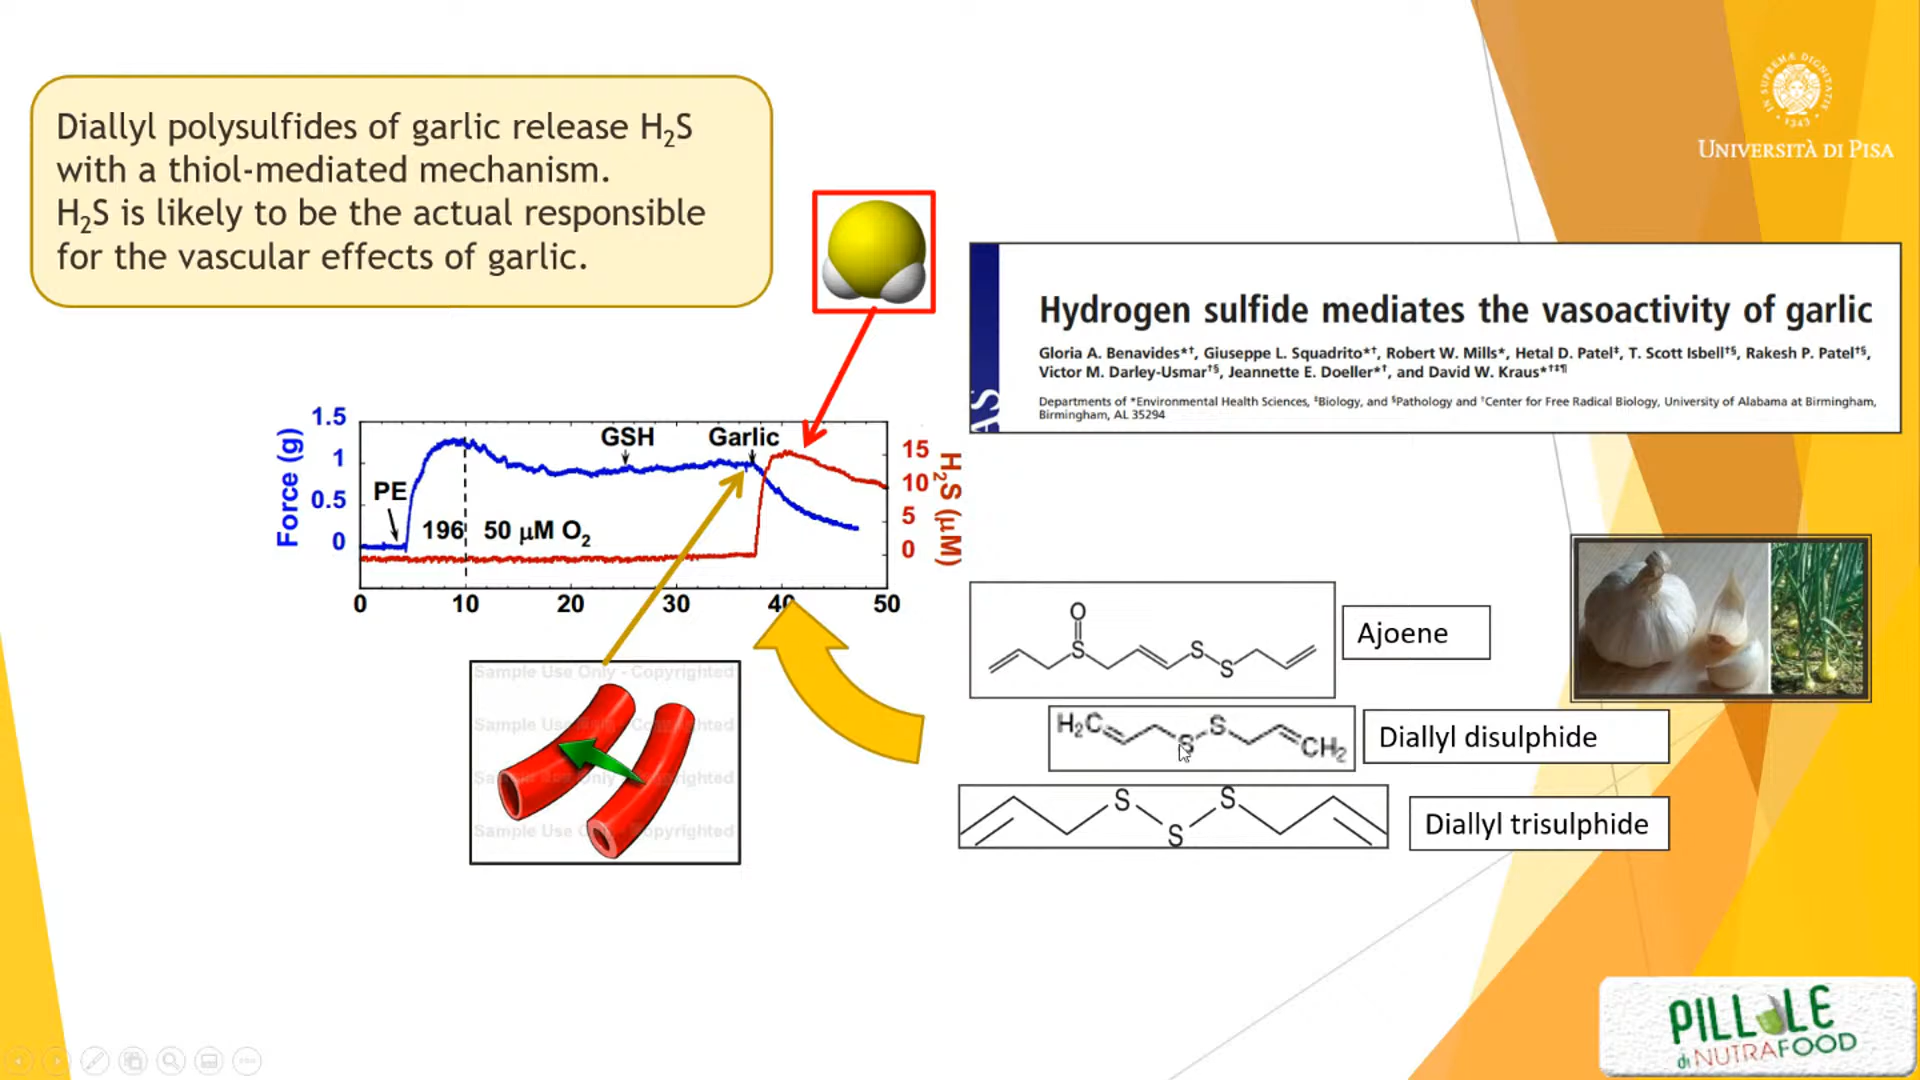 Diallyl polysulfides of garlic release H₂S
with a thiol-mediated mechanism.
H₂S is likely to be the actual responsible
for the vascular effects of garlic.
IN SUPREMÆ DIGNITATIS
· 1343 ·
UNIVERSITÀ DI PISA
Hydrogen sulfide mediates the vasoactivity of garlic
Gloria A. Benavides*†, Giuseppe L. Squadrito*†, Robert W. Mills*, Hetal D. Patel‡, T. Scott Isbell†§, Rakesh P. Patel†§,
Victor M. Darley-Usmar†§, Jeannette E. Doeller*†, and David W. Kraus*†‡¶
Departments of *Environmental Health Sciences, ‡Biology, and §Pathology and †Center for Free Radical Biology, University of Alabama at Birmingham,
Birmingham, AL 35294
Force (g)
1.5
1
0.5
0
PE
196
50 μM O₂
GSH
Garlic
15
10
5
0
H₂S (μM)
0 10 20 30 40 50
Sample Use Only - Copyrighted
Sample Use Only - Copyrighted
Sample Use Only - Copyrighted
Sample Use Only - Copyrighted
O
S
S
S
Ajoene
H₂C
S
S
CH₂
Diallyl disulphide
S
S
S
Diallyl trisulphide
PILLOLE
di NUTRAFOOD